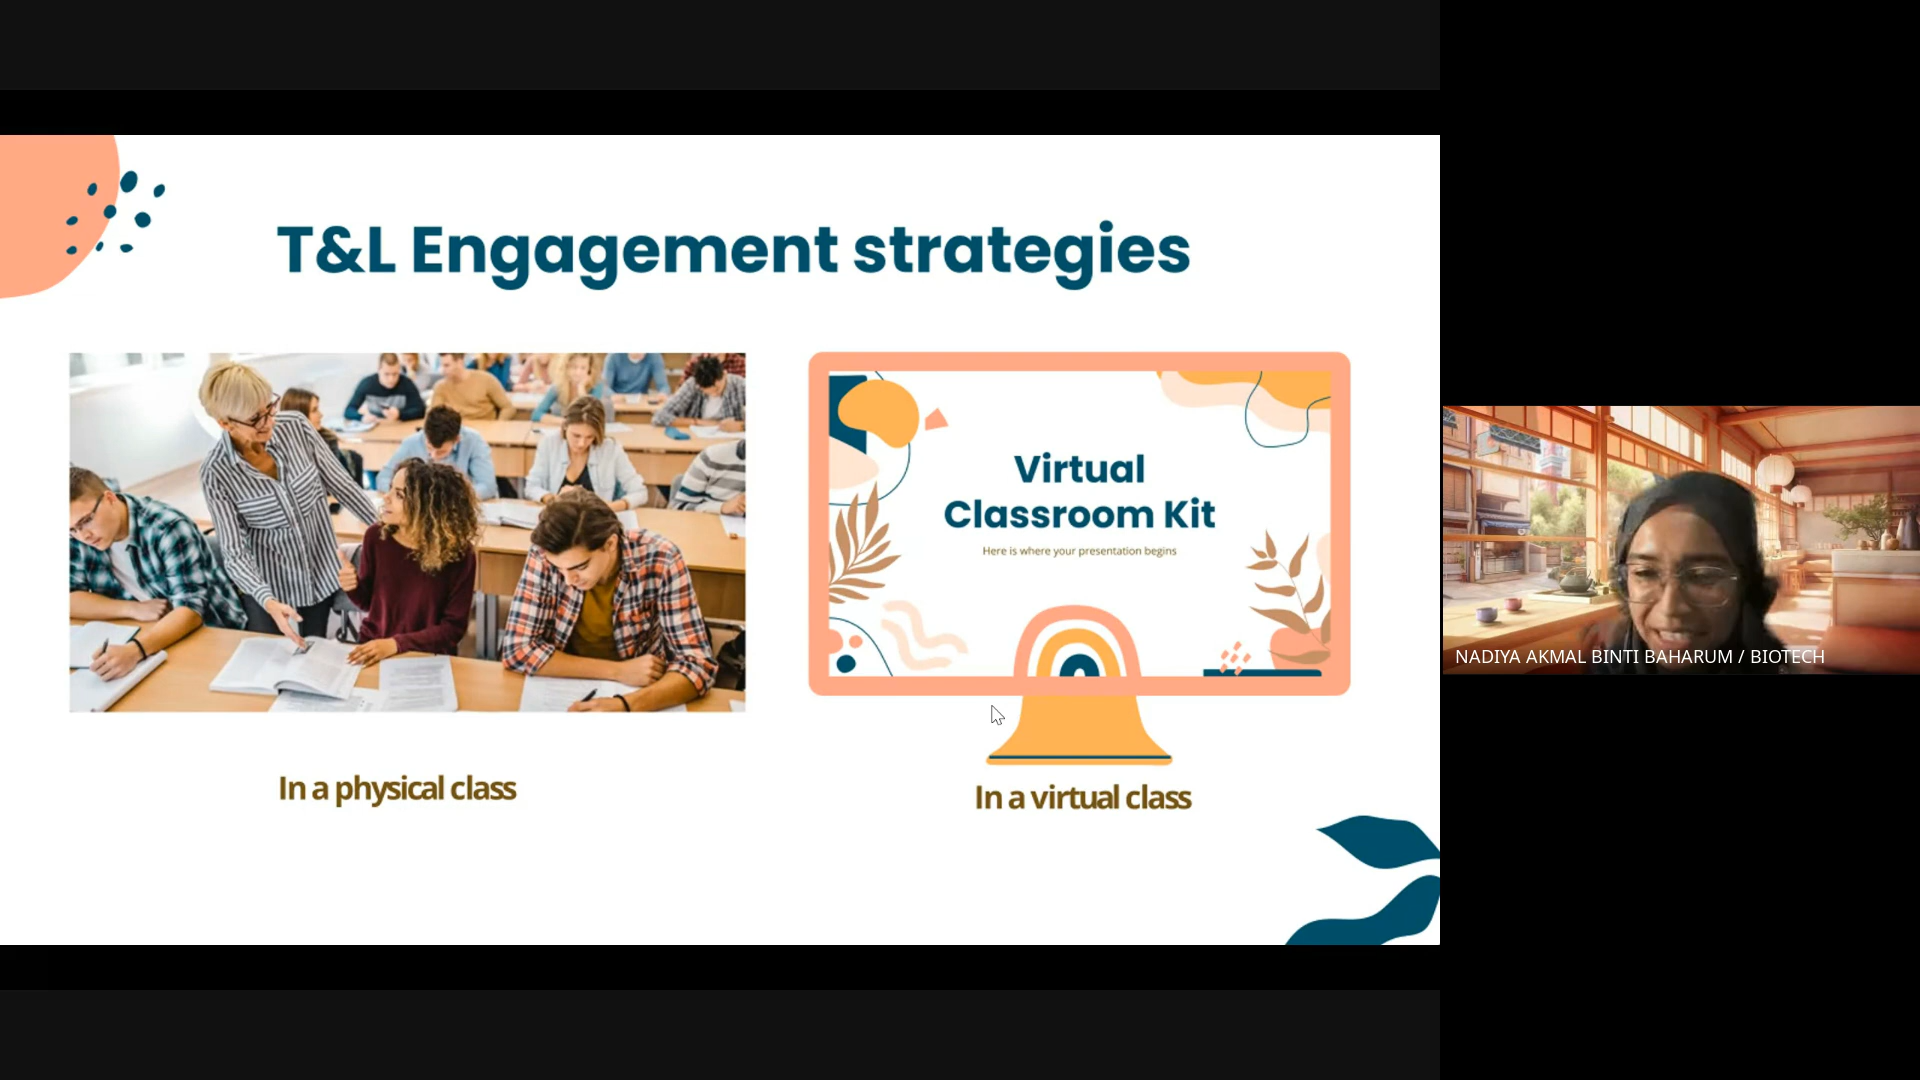 T&L Engagement strategies
Virtual
Classroom Kit
Here is where your presentation begins
In a physical class
In a virtual class
NADIYA AKMAL BINTI BAHARUM / BIOTECH